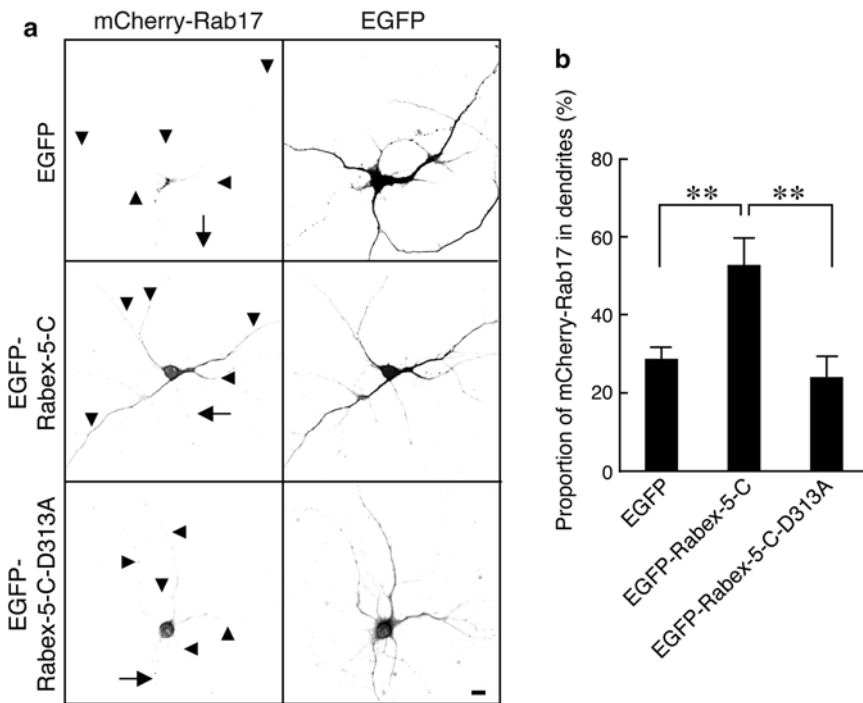 a
mCherry-Rab17 EGFP
EGFP
EGFP-
Rabex-5-C
EGFP-
Rabex-5-C-D313A
b
Proportion of mCherry-Rab17 in dendrites (%)
80
60
40
20
0
** **
EGFP
EGFP-Rabex-5-C
EGFP-Rabex-5-C-D313A